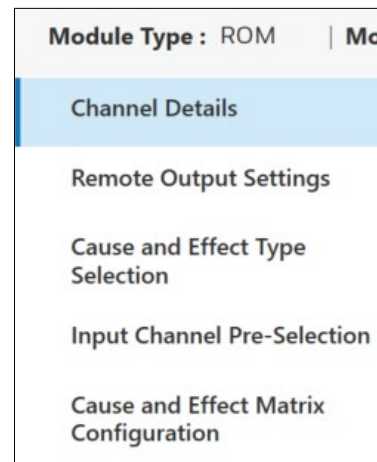 Module Type : ROM | Mo
Channel Details
Remote Output Settings
Cause and Effect Type
Selection
Input Channel Pre-Selection
Cause and Effect Matrix
Configuration